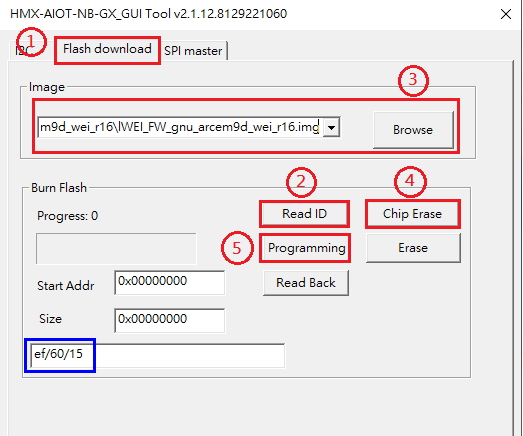 HMX-AIOT-NB-GX_GUI Tool v2.1.12.8129221060
1
I2C
Flash download
SPI master
Image
3
m9d_wei_r16\IWEI_FW_gnu_arcem9d_wei_r16.img
Browse
Burn Flash
2
4
Progress: 0
Read ID
Chip Erase
5
Programming
Erase
Start Addr
0x00000000
Read Back
Size
0x00000000
ef/60/15